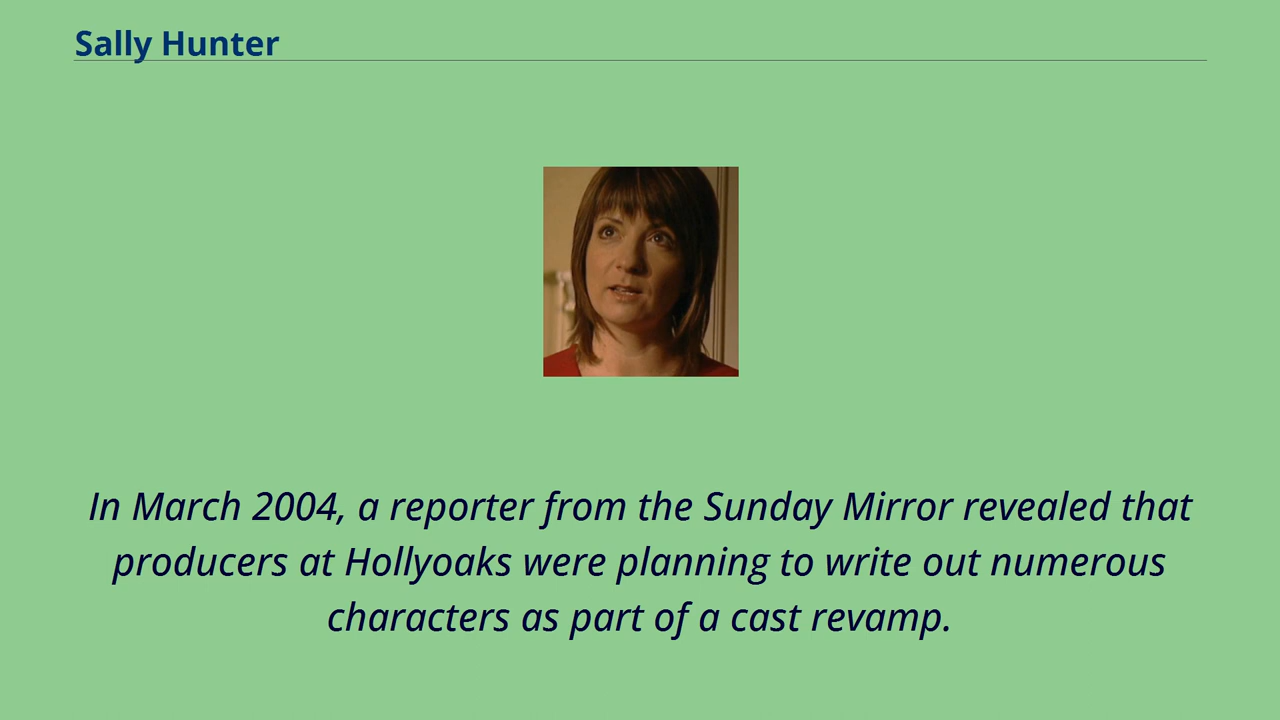 Sally Hunter
In March 2004, a reporter from the Sunday Mirror revealed that
producers at Hollyoaks were planning to write out numerous
characters as part of a cast revamp.